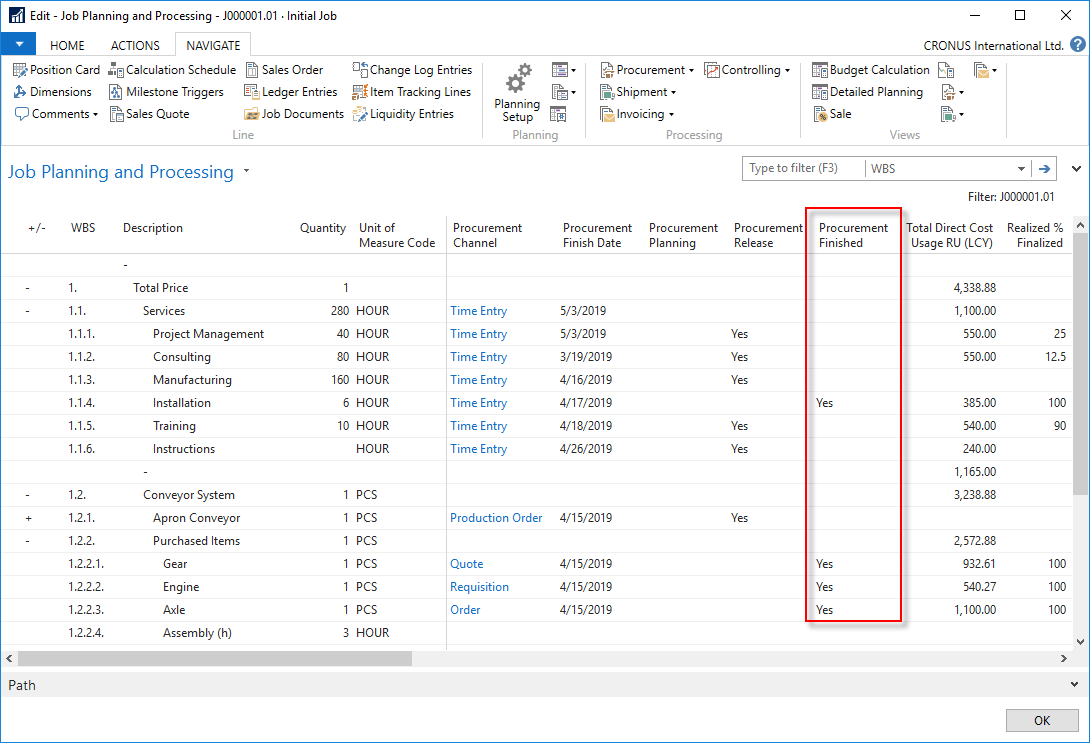 Edit - Job Planning and Processing - J000001.01 · Initial Job
HOME ACTIONS NAVIGATE CRONUS International Ltd. ?
Position Card Calculation Schedule Sales Order Change Log Entries Procurement Controlling Budget Calculation
Dimensions Milestone Triggers Ledger Entries Item Tracking Lines Shipment Detailed Planning
Comments Sales Quote Job Documents Liquidity Entries Planning Setup Invoicing Sale
Line Planning Processing Views
Job Planning and Processing Type to filter (F3) WBS
Filter: J000001.01
+/- WBS Description Quantity Unit of Procurement Procurement Procurement Procurement Procurement Total Direct Cost Realized %
Measure Code Channel Finish Date Planning Release Finished Usage RU (LCY) Finalized
-
- 1. Total Price 1 4,338.88
- 1.1. Services 280 HOUR Time Entry 5/3/2019 1,100.00
1.1.1. Project Management 40 HOUR Time Entry 5/3/2019 Yes 550.00 25
1.1.2. Consulting 80 HOUR Time Entry 3/19/2019 Yes 550.00 12.5
1.1.3. Manufacturing 160 HOUR Time Entry 4/16/2019 Yes
1.1.4. Installation 6 HOUR Time Entry 4/17/2019 Yes 385.00 100
1.1.5. Training 10 HOUR Time Entry 4/18/2019 Yes 540.00 90
1.1.6. Instructions HOUR Time Entry 4/26/2019 Yes 240.00
- 1,165.00
- 1.2. Conveyor System 1 PCS 3,238.88
+ 1.2.1. Apron Conveyor 1 PCS Production Order 4/15/2019 Yes
- 1.2.2. Purchased Items 1 PCS 2,572.88
1.2.2.1. Gear 1 PCS Quote 4/15/2019 Yes 932.61 100
1.2.2.2. Engine 1 PCS Requisition 4/15/2019 Yes 540.27 100
1.2.2.3. Axle 1 PCS Order 4/15/2019 Yes 1,100.00 100
1.2.2.4. Assembly (h) 3 HOUR
Path
OK